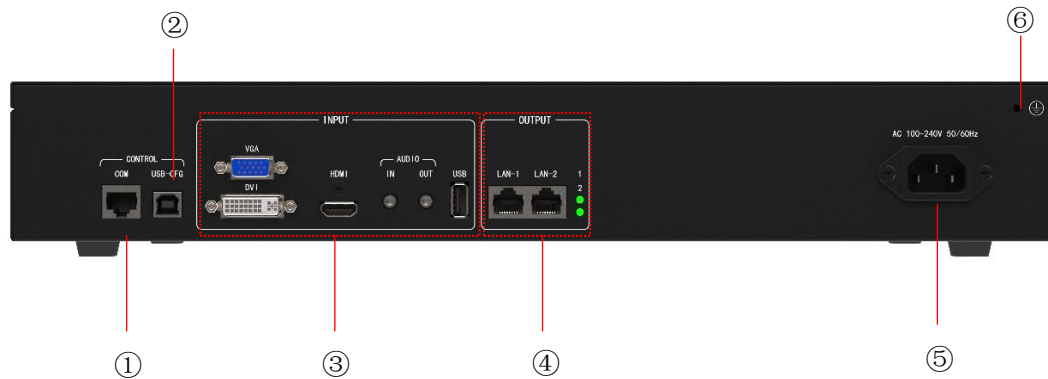 ②
⑥
INPUT
OUTPUT
AC 100-240V 50/60Hz
VGA
CONTROL
AUDIO
COM USB-CFG
HDMI IN OUT USB
LAN-1 LAN-2 1
DVI
2
① ③ ④ ⑤